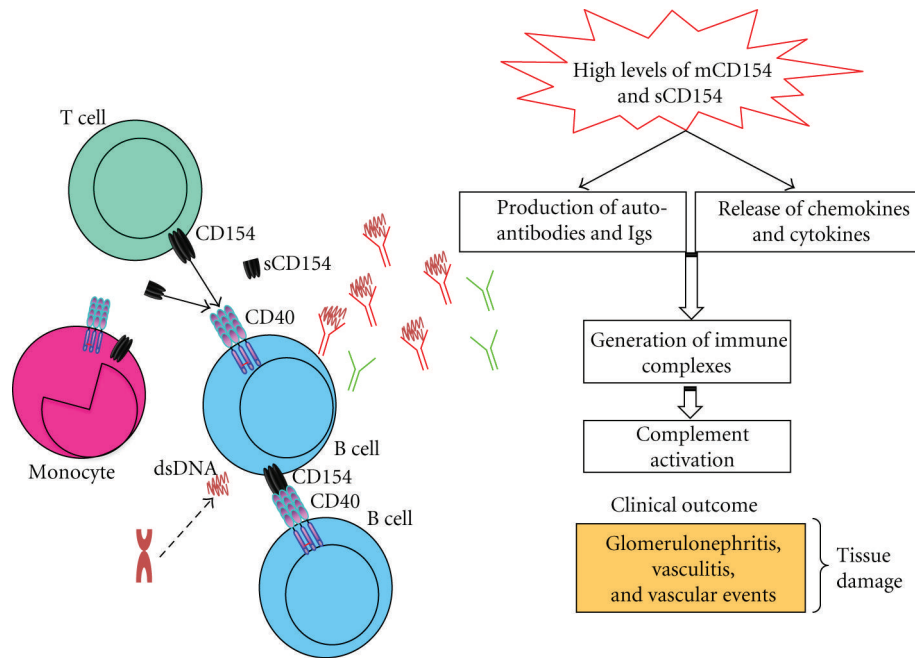 T cell
CD154
sCD154
CD40
Monocyte
dsDNA
B cell
CD154
CD40
B cell
High levels of mCD154
and sCD154
Production of auto-
antibodies and Igs
Release of chemokines
and cytokines
Generation of immune
complexes
Complement
activation
Clinical outcome
Glomerulonephritis,
vasculitis,
and vascular events
Tissue
damage